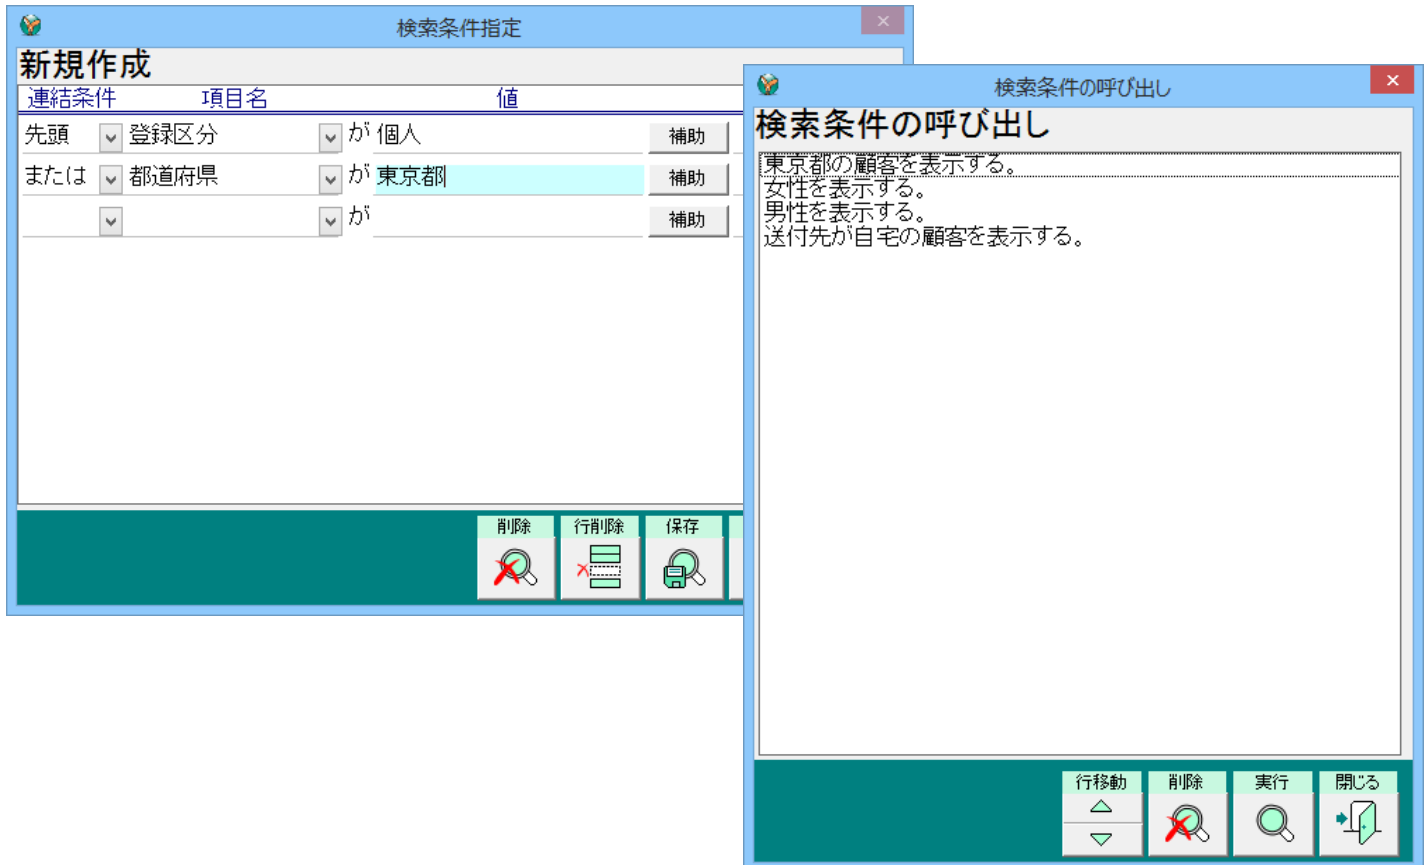 検索条件指定
新規作成
連結条件 項目名 値
先頭 登録区分 が 個人 補助
または 都道府県 が 東京都 補助
が 補助
削除 行削除 保存
検索条件の呼び出し
検索条件の呼び出し
東京都の顧客を表示する。
女性を表示する。
男性を表示する。
送付先が自宅の顧客を表示する。
行移動 削除 実行 閉じる